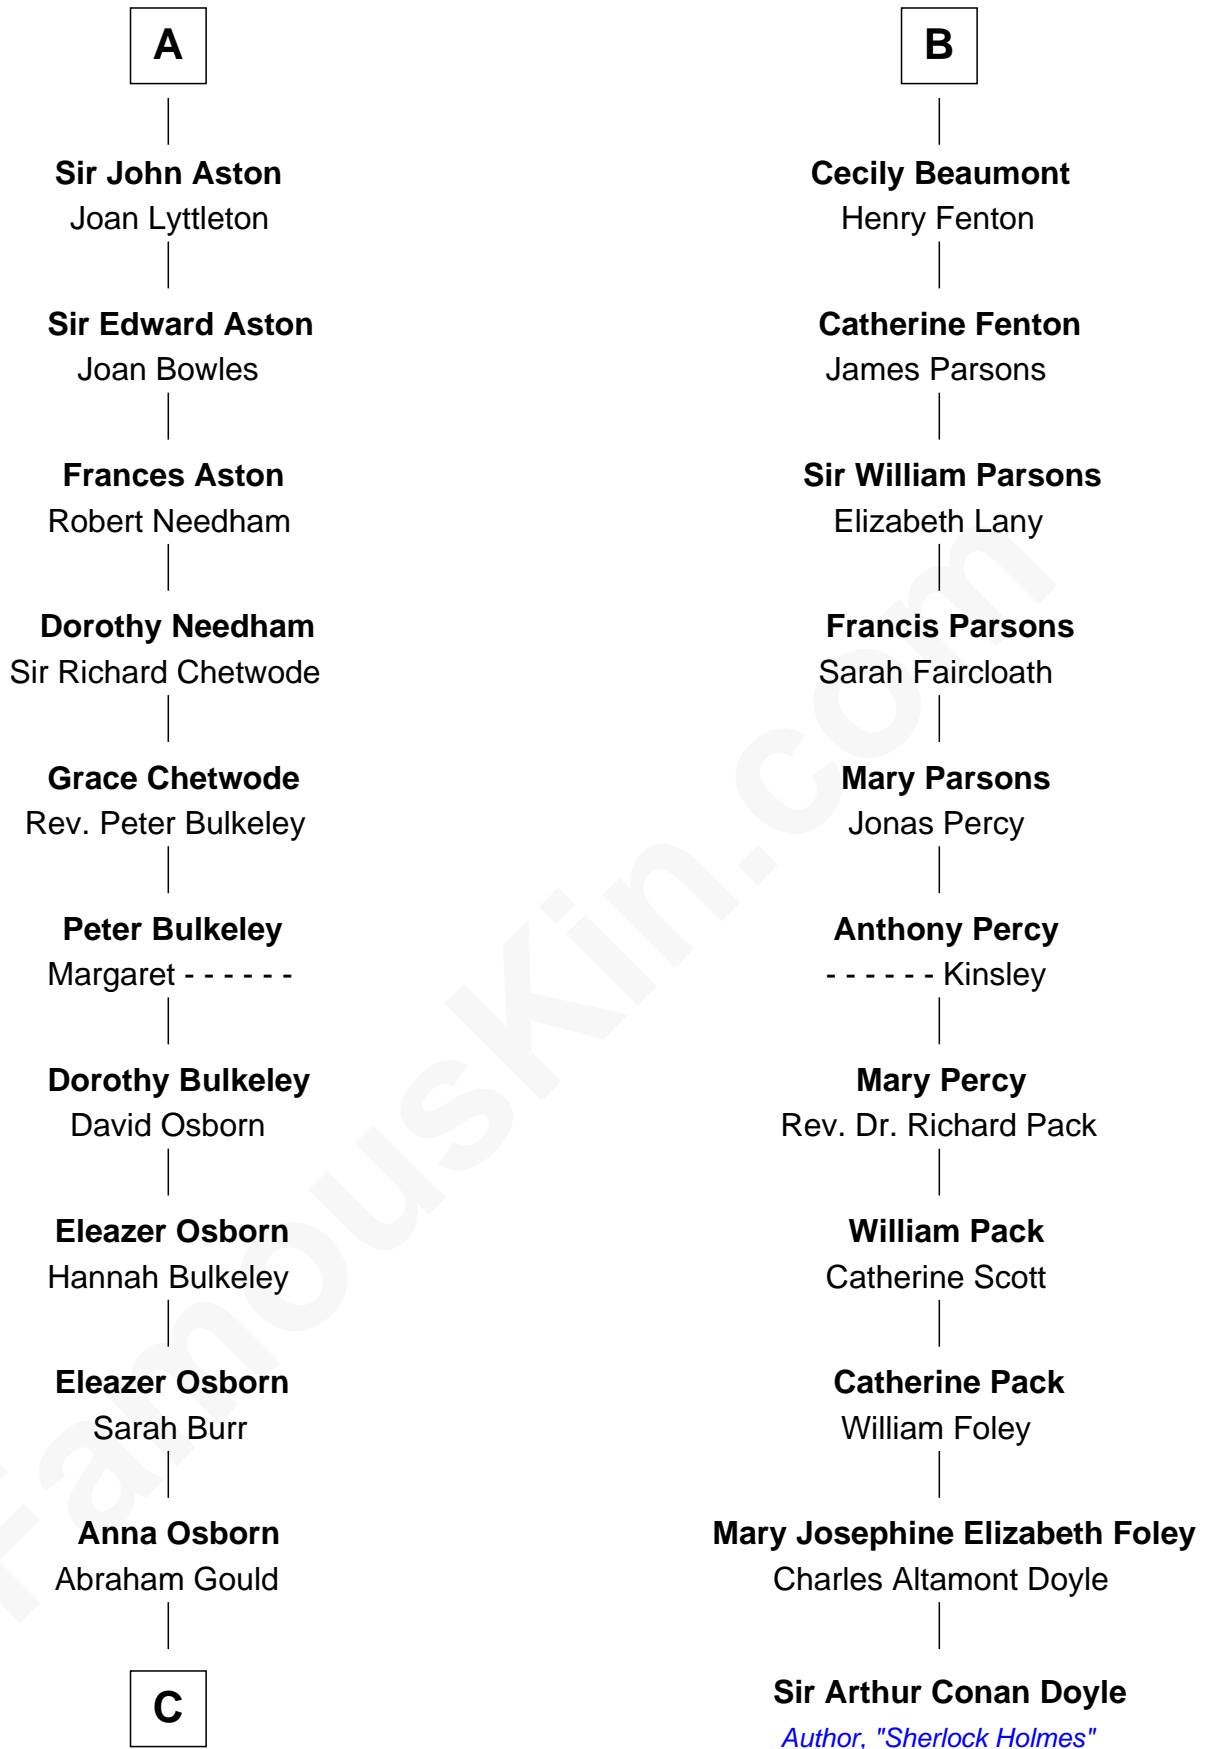 A
Sir John Aston
Joan Lyttleton
Sir Edward Aston
Joan Bowles
Frances Aston
Robert Needham
Dorothy Needham
Sir Richard Chetwode
Grace Chetwode
Rev. Peter Bulkeley
Peter Bulkeley
Margaret - - - - - -
Dorothy Bulkeley
David Osborn
Eleazer Osborn
Hannah Bulkeley
Eleazer Osborn
Sarah Burr
Anna Osborn
Abraham Gould
C
B
Cecily Beaumont
Henry Fenton
Catherine Fenton
James Parsons
Sir William Parsons
Elizabeth Lany
Francis Parsons
Sarah Faircloath
Mary Parsons
Jonas Percy
Anthony Percy
- - - - - - Kinsley
Mary Percy
Rev. Dr. Richard Pack
William Pack
Catherine Scott
Catherine Pack
William Foley
Mary Josephine Elizabeth Foley
Charles Altamont Doyle
Sir Arthur Conan Doyle
Author, "Sherlock Holmes"
FamousKin.com